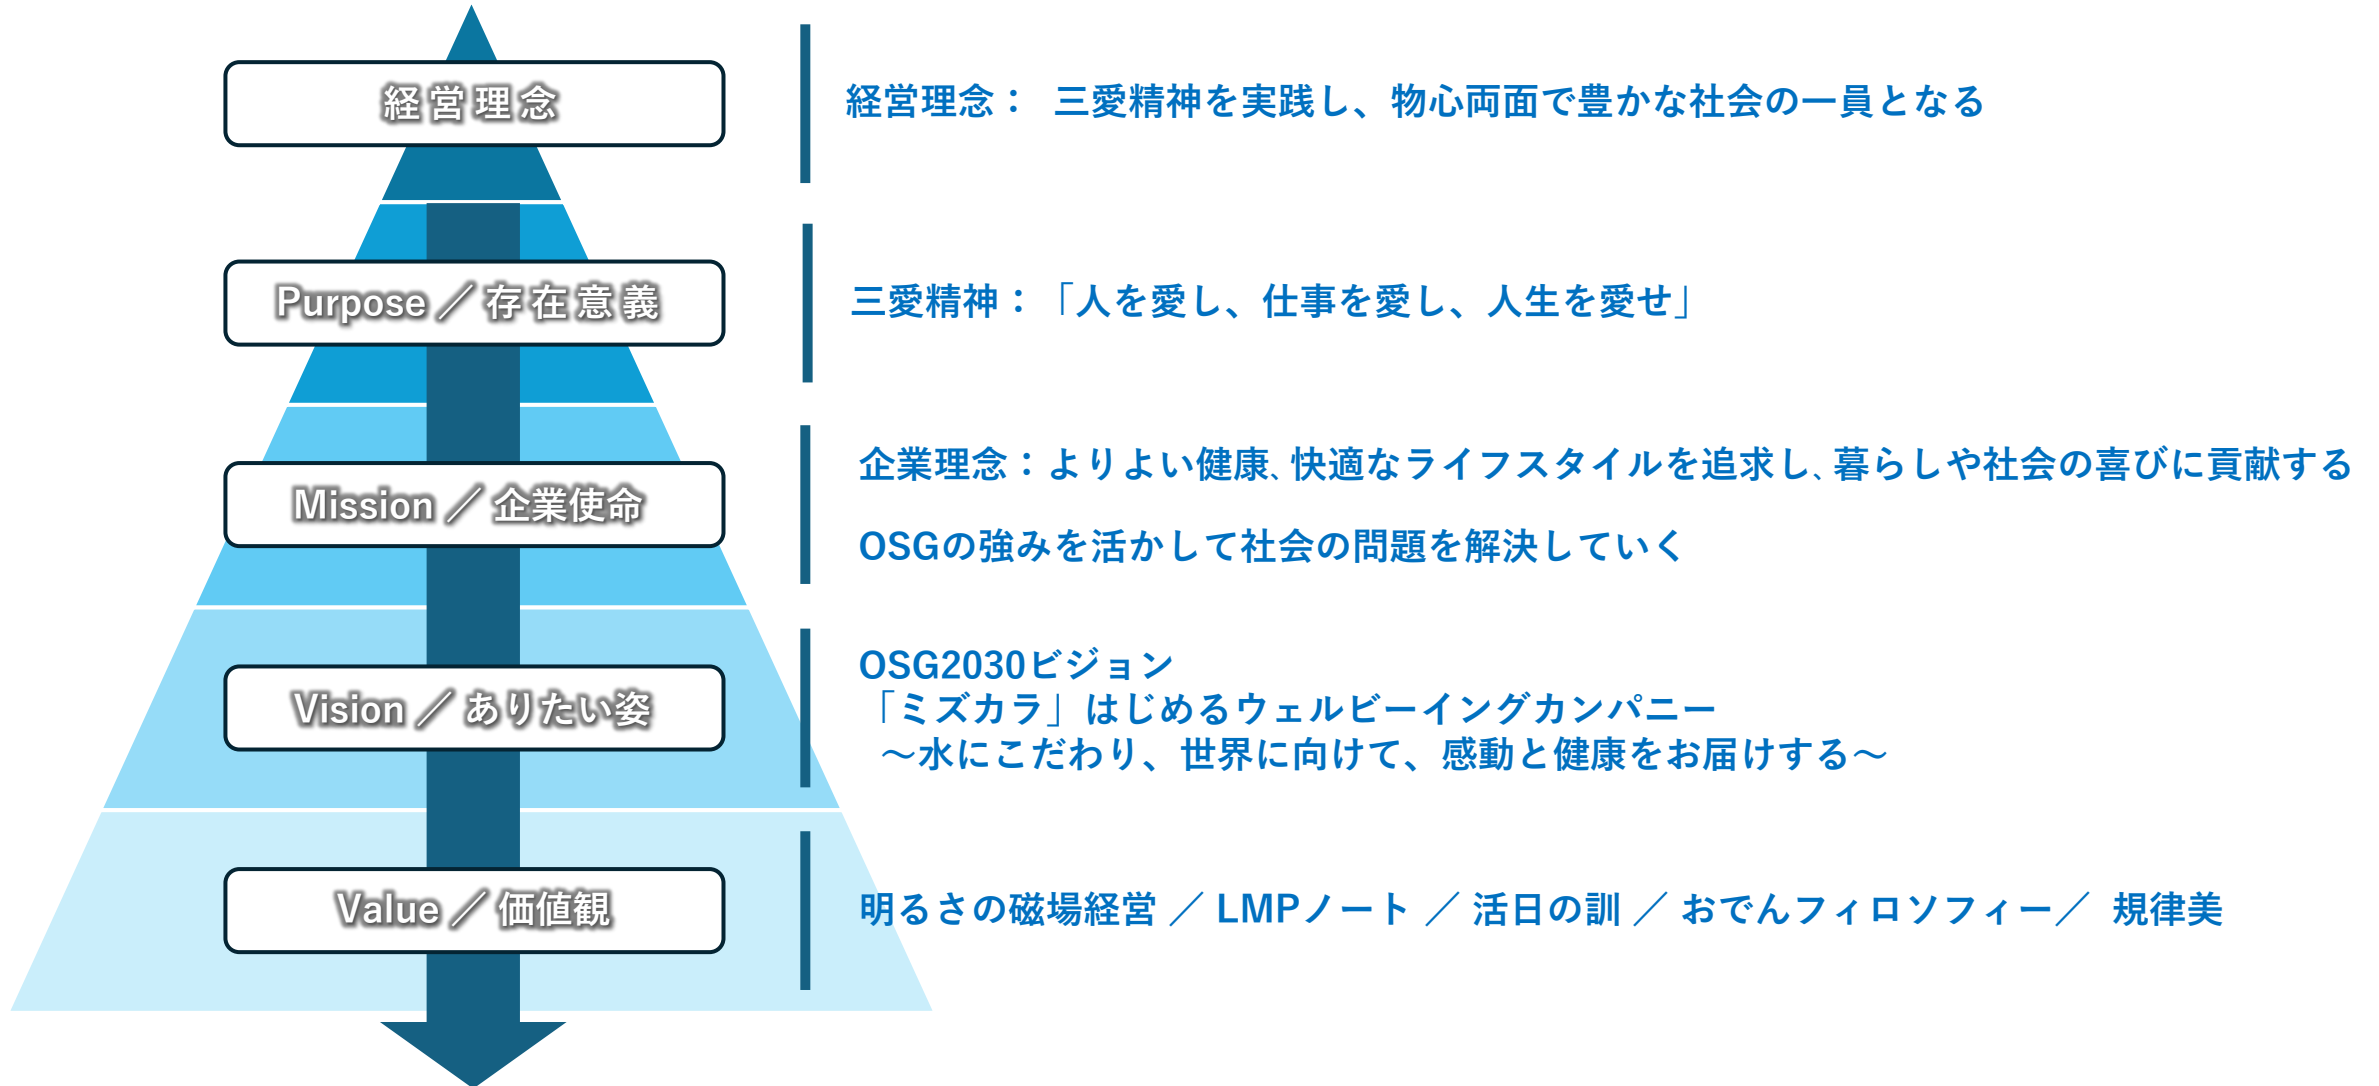 経営理念
経営理念： 三愛精神を実践し、物心両面で豊かな社会の一員となる
Purpose ／ 存在意義
三愛精神：「人を愛し、仕事を愛し、人生を愛せ」
Mission ／ 企業使命
企業理念：よりよい健康、快適なライフスタイルを追求し、暮らしや社会の喜びに貢献する
OSGの強みを活かして社会の問題を解決していく
Vision ／ ありたい姿
OSG2030ビジョン
「ミズカラ」はじめるウェルビーイングカンパニー
～水にこだわり、世界に向けて、感動と健康をお届けする～
Value ／ 価値観
明るさの磁場経営 ／ LMPノート ／ 活日の訓 ／ おでんフィロソフィー／ 規律美